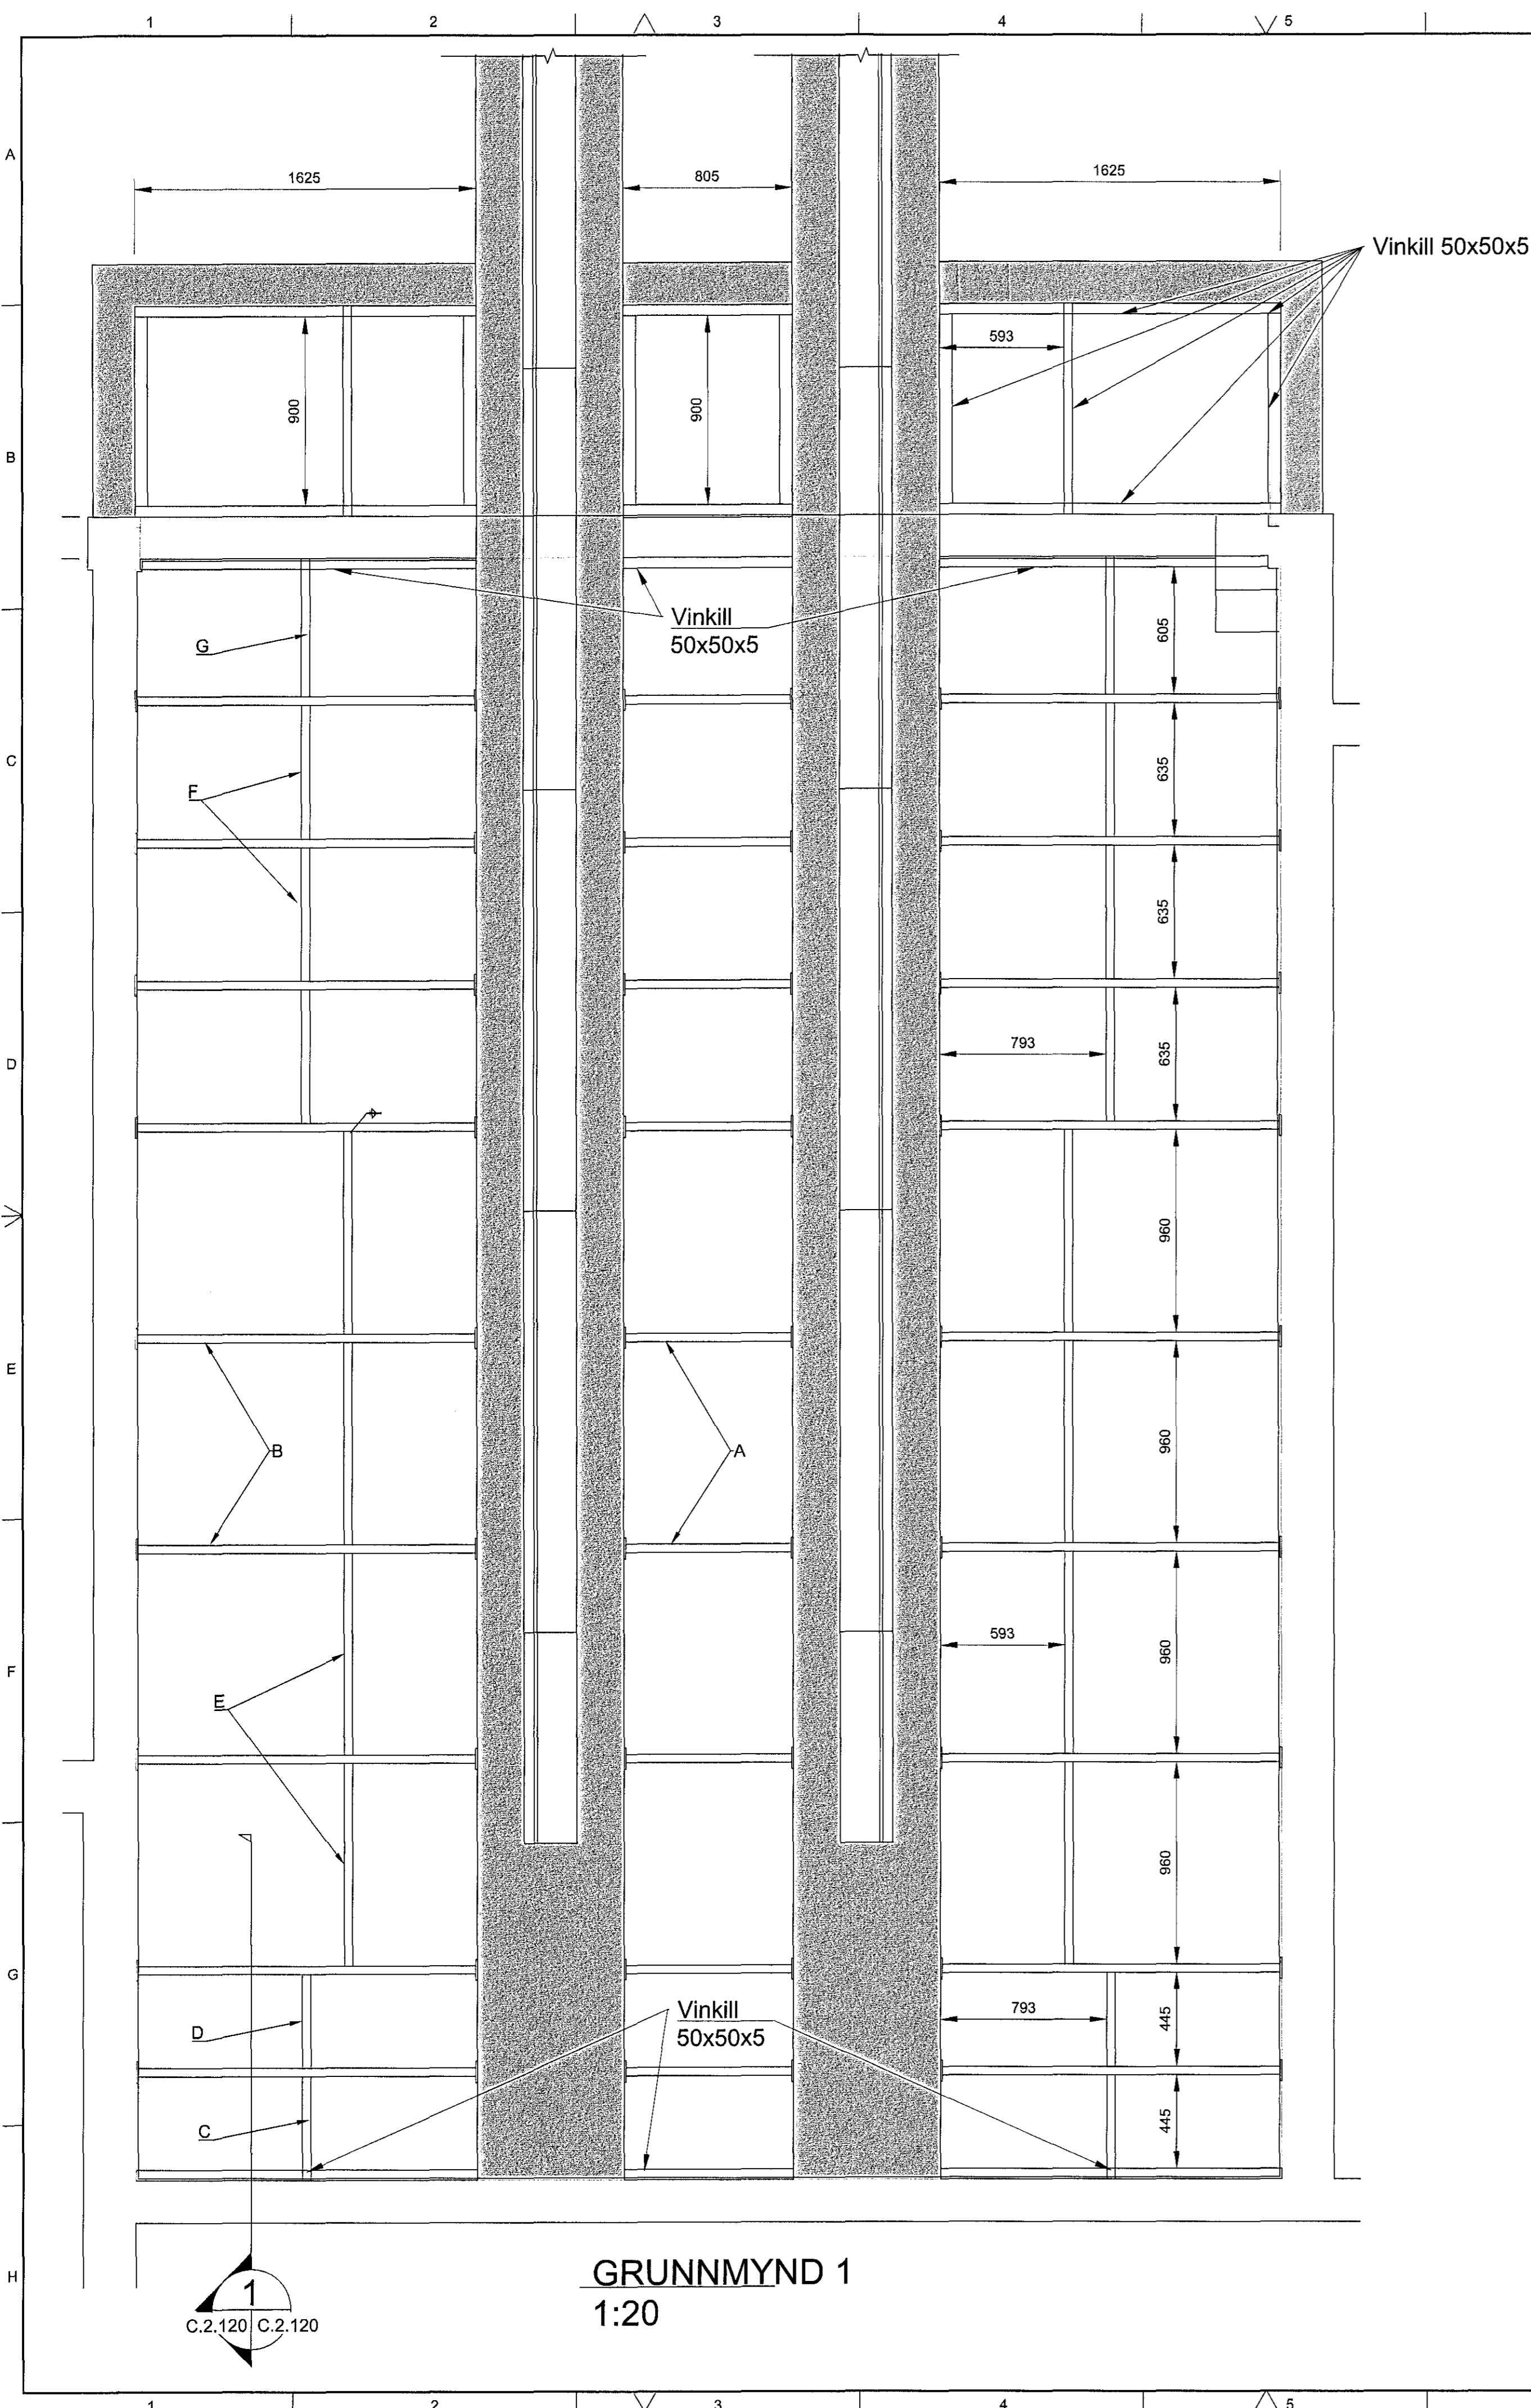 1 2 3 4 5
A
1625 805 1625
Vinkill 50x50x5
593
900 900
B
Vinkill
50x50x5
605
G
C
F
635
635
D
793
635
960
E
B
A
960
593
F
E
960
960
G
Vinkill
50x50x5
793
445
D
C
445
H
GRUNNMYND 1
1:20
1
C.2.120 C.2.120
1 2 3 4 5